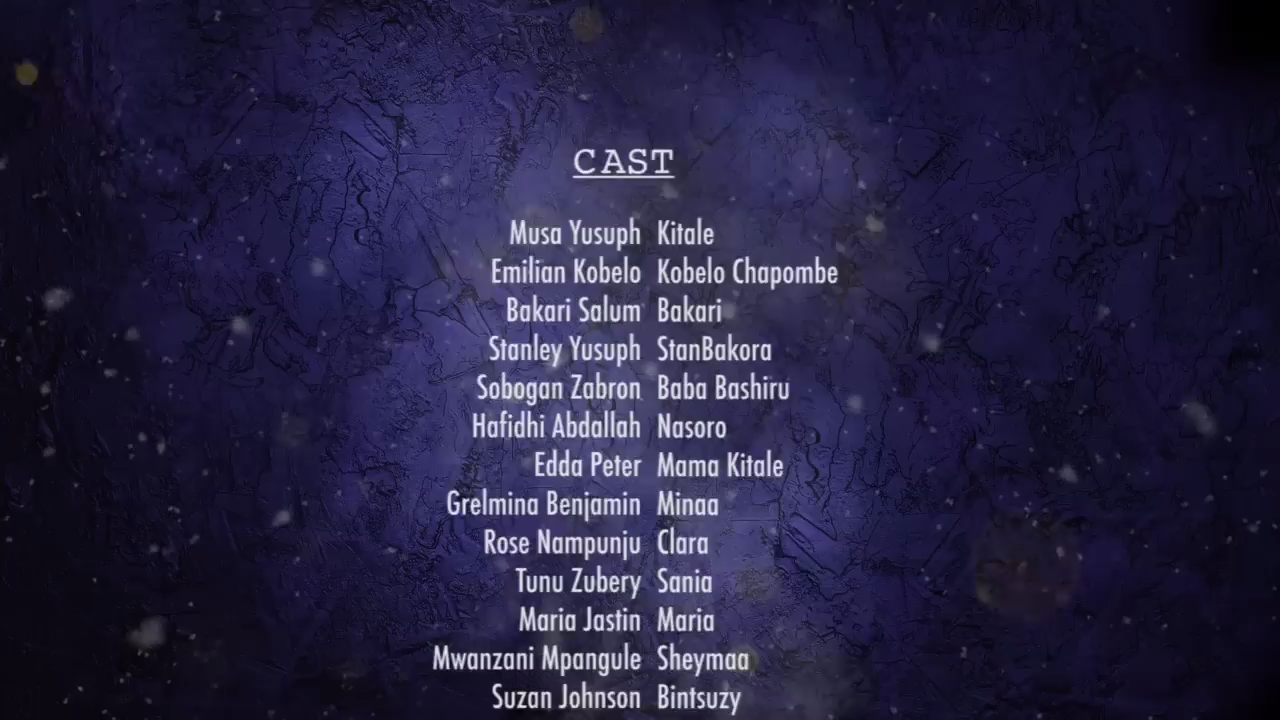 CAST
Musa Yusuph Kitale
Emilian Kobelo Kobelo Chapombe
Bakari Salum Bakari
Stanley Yusuph StanBakora
Sobogan Zabron Baba Bashiru
Hafidhi Abdallah Nasoro
Edda Peter Mama Kitale
Grelmina Benjamin Minaa
Rose Nampunju Clara
Tunu Zubery Sania
Maria Jastin Maria
Mwanzani Mpangule Sheymaa
Suzan Johnson Bintsuzy